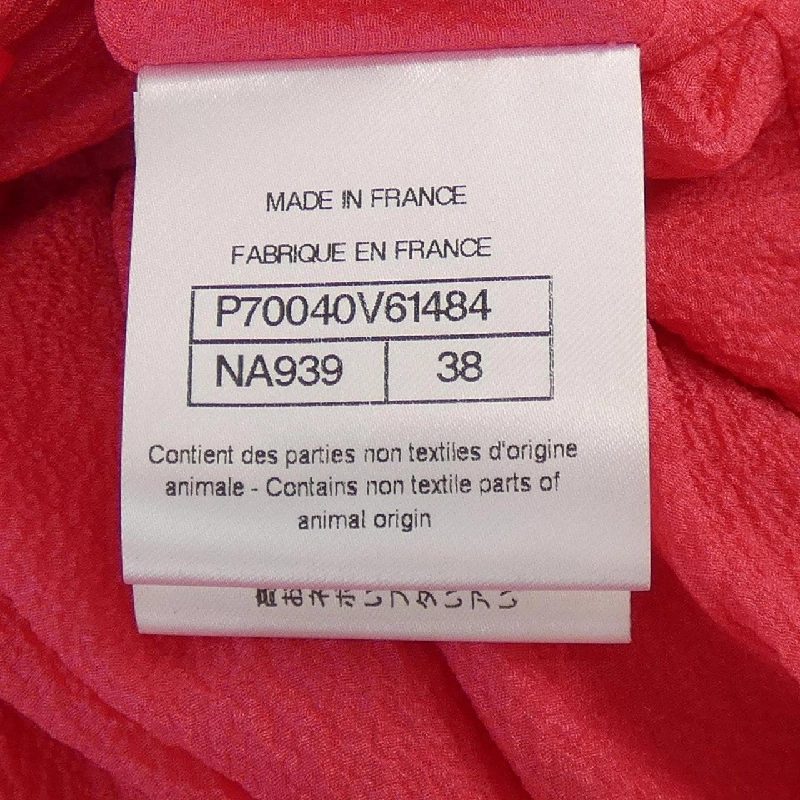 MADE IN FRANCE
FABRIQUE EN FRANCE
P70040V61484
NA939 38
Contient des parties non textiles d'origine
animale - Contains non textile parts of
animal origin